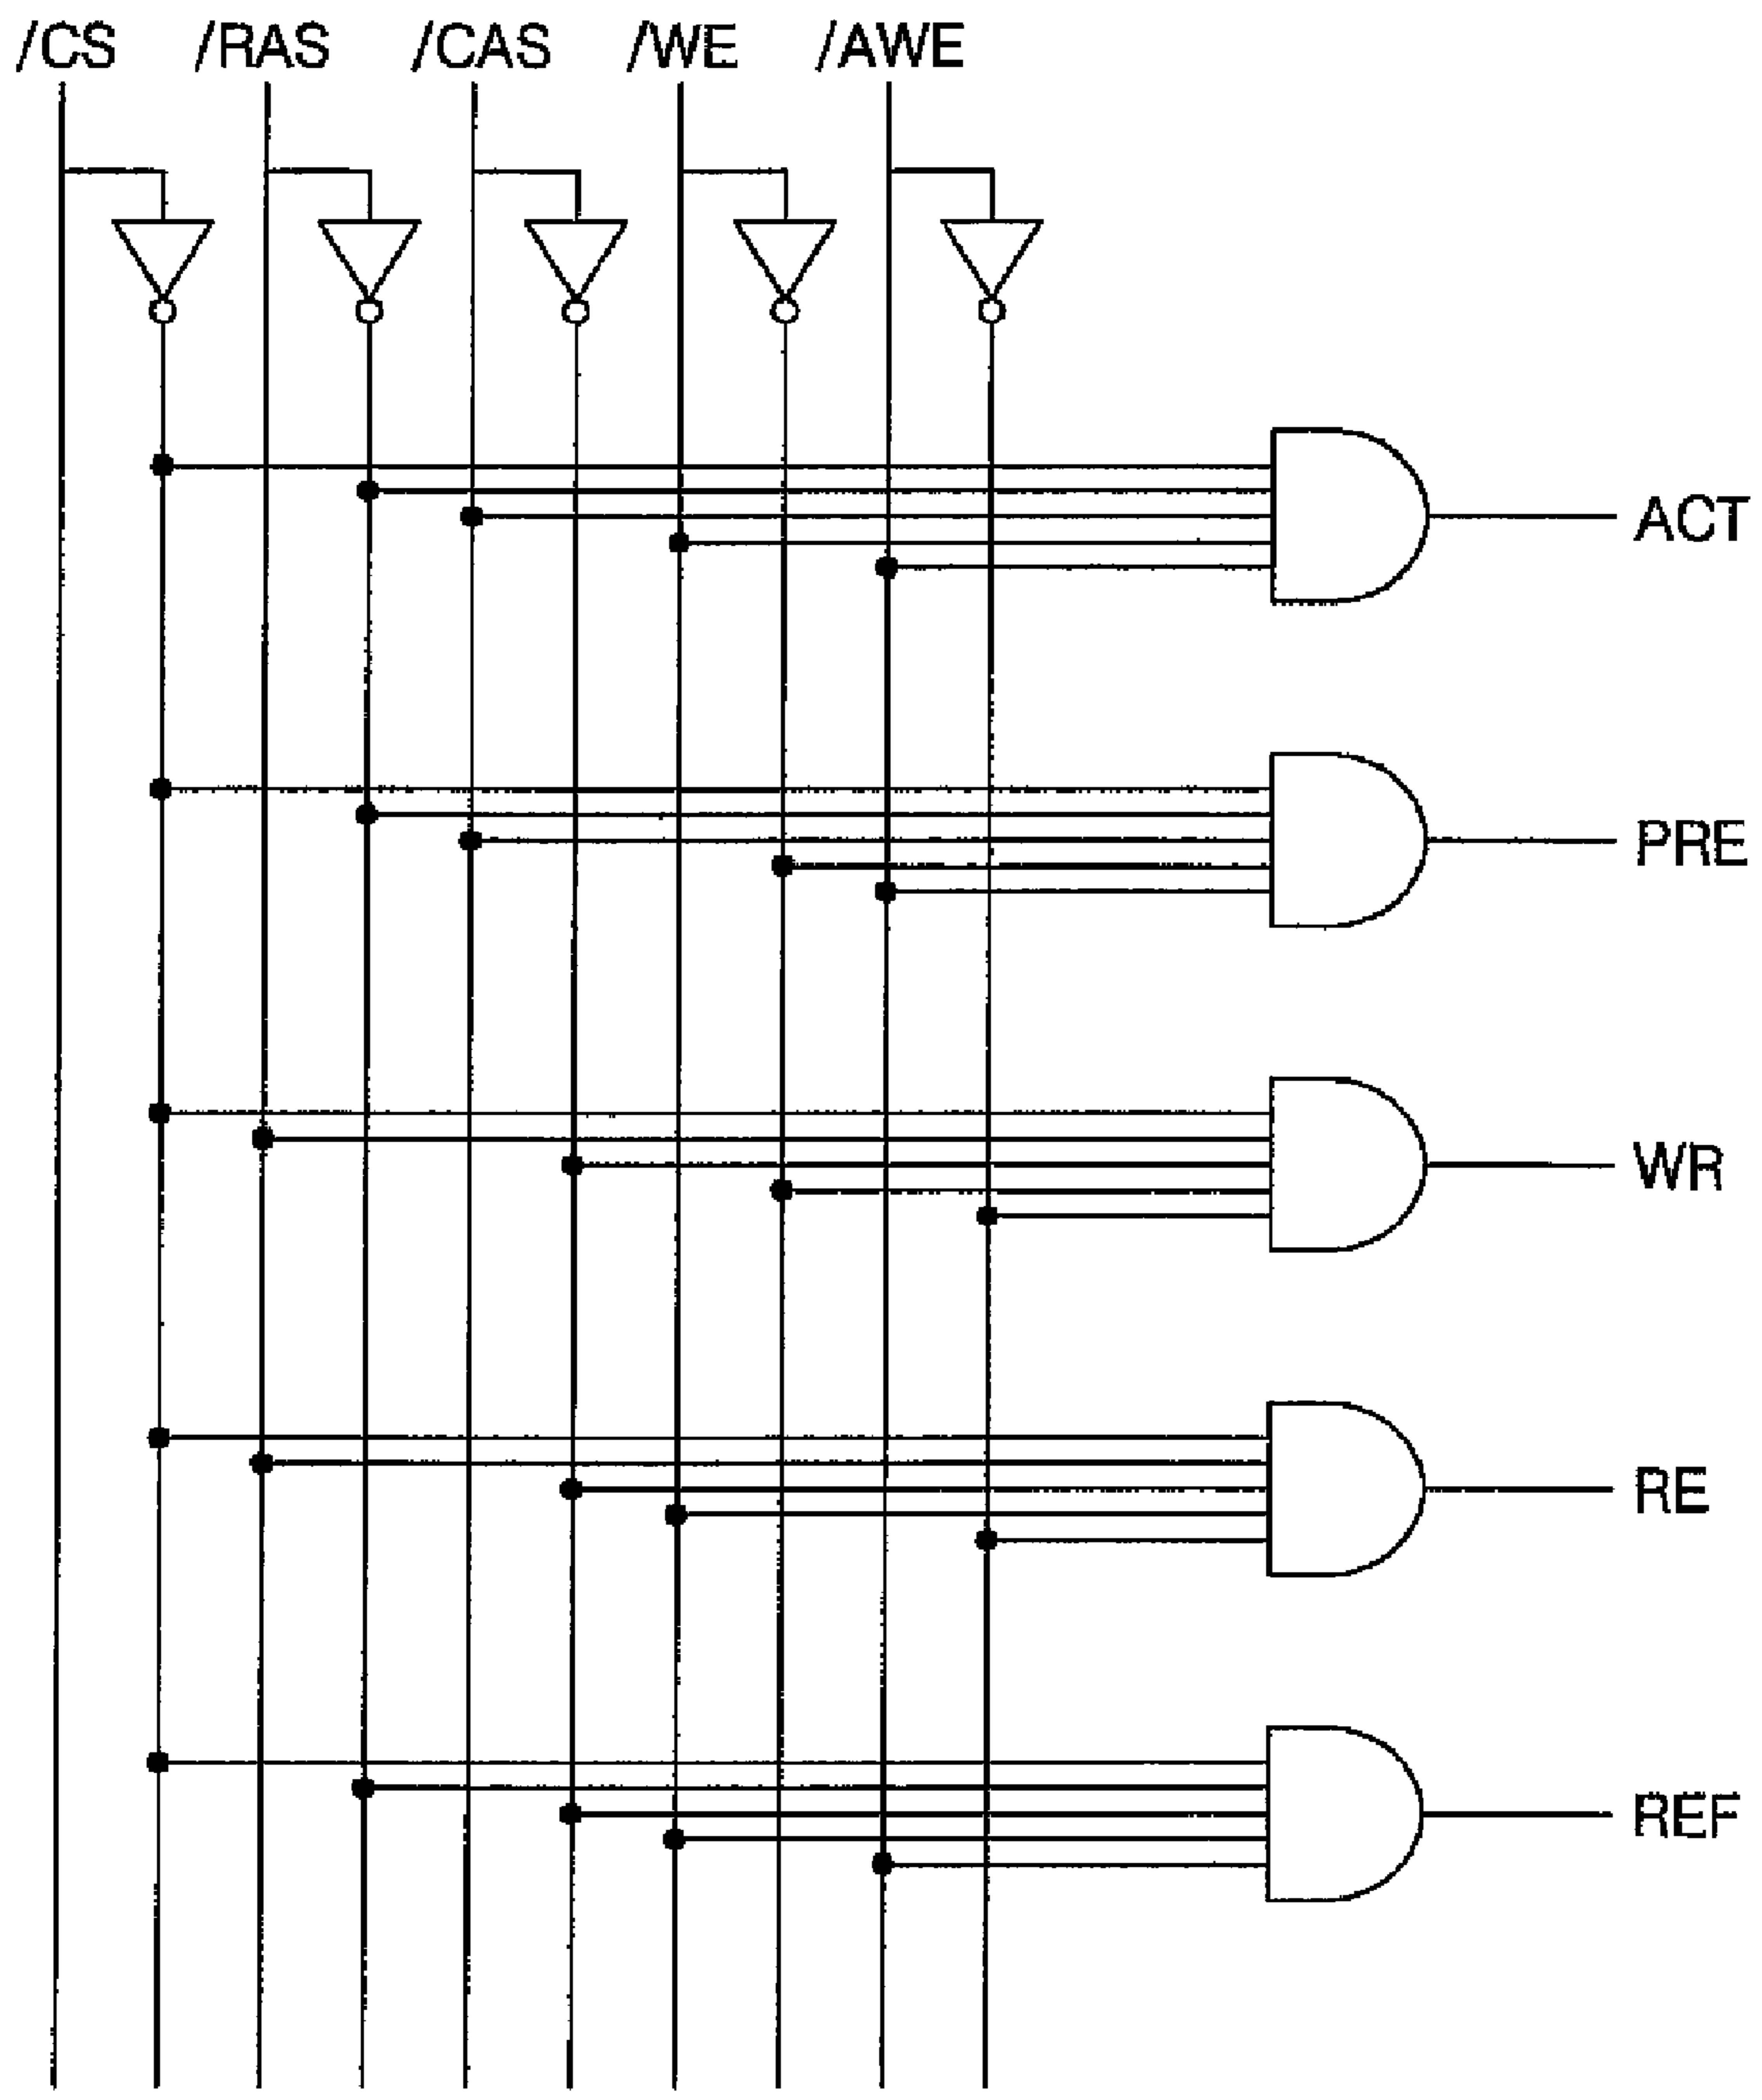 /CS /RAS /CAS /WE /AWE
ACT
PRE
WR
RE
REF